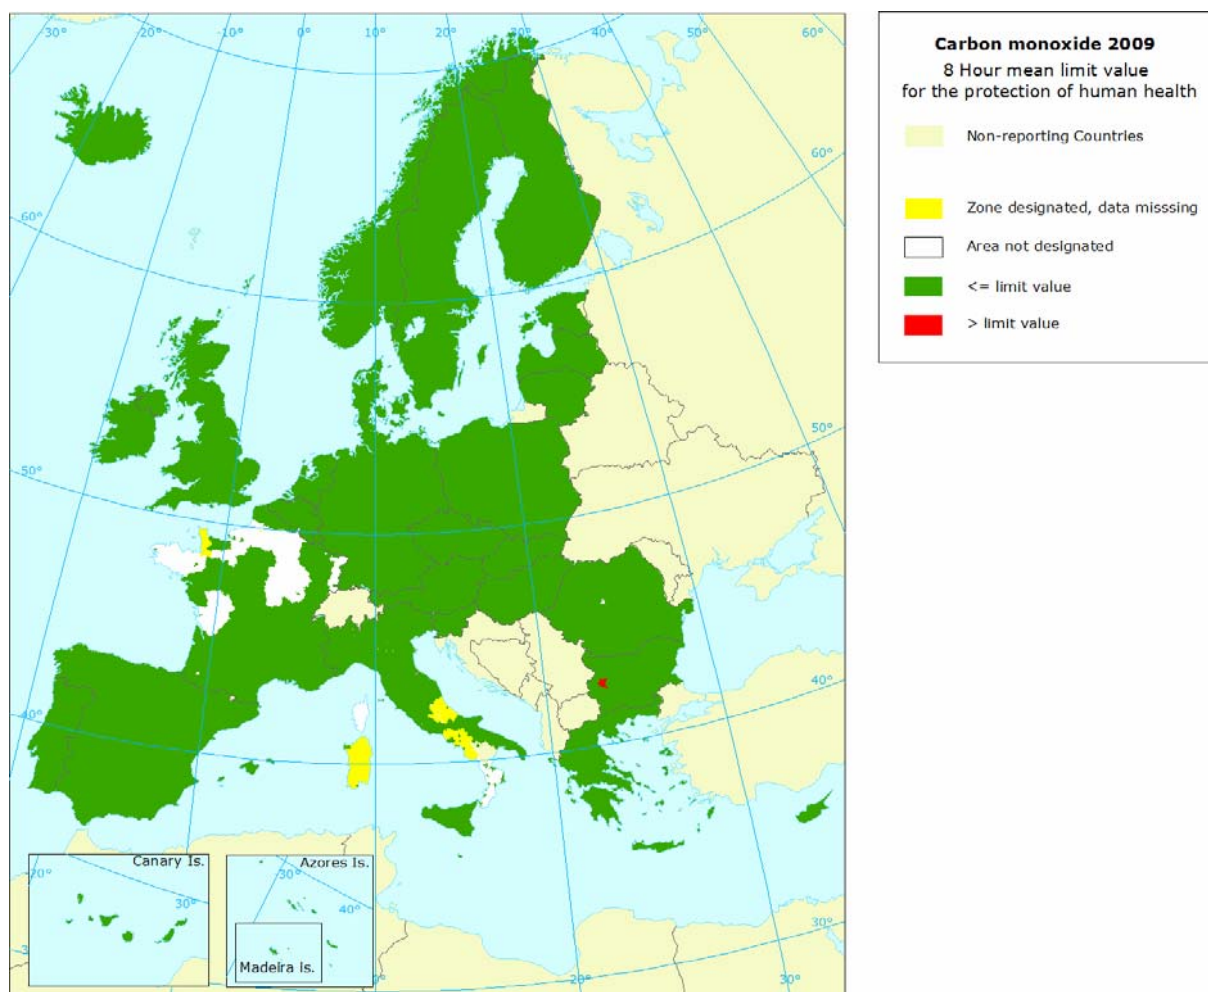 30°
20°
10°
0°
10°
20°
30°
40°
50°
60°
60°
60°
50°
50°
40°
40°
Canary Is.
Azores Is.
Madeira Is.
30°
30°
40°
20°
30°
30°
Carbon monoxide 2009
8 Hour mean limit value
for the protection of human health
Non-reporting Countries
Zone designated, data misssing
Area not designated
<= limit value
> limit value